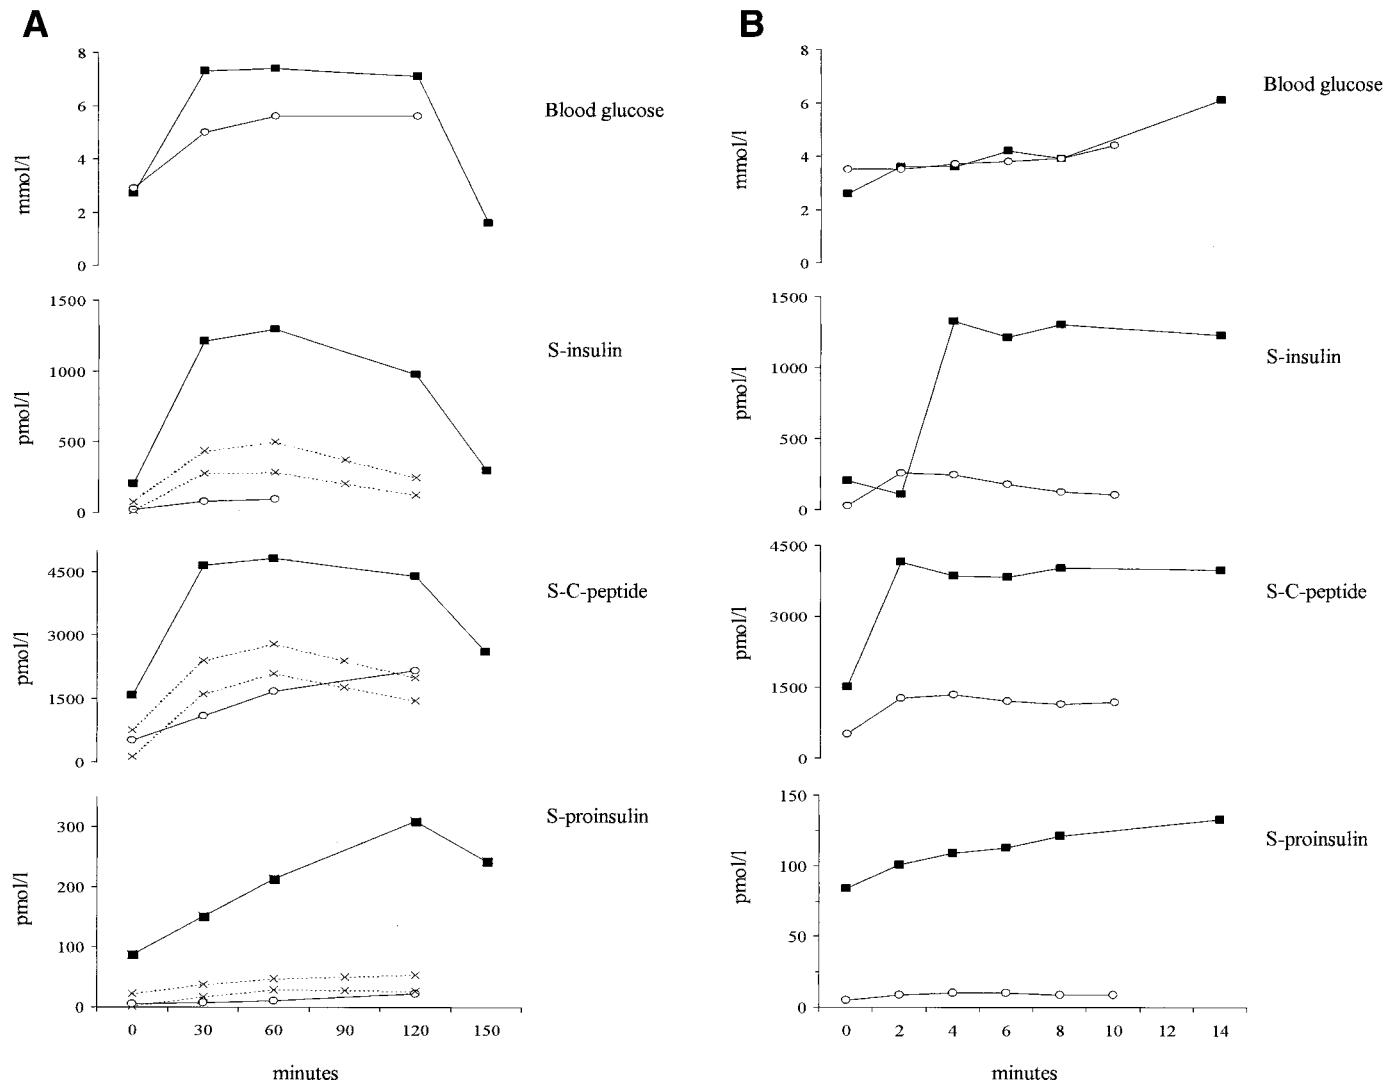 A
8
6
4
2
0
mmol/l
Blood glucose
1500
1000
500
0
pmol/l
S-insulin
4500
3000
1500
0
pmol/l
S-C-peptide
300
200
100
0
pmol/l
S-proinsulin
0 30 60 90 120 150
minutes
B
8
6
4
2
0
mmol/l
Blood glucose
1500
1000
500
0
pmol/l
S-insulin
4500
3000
1500
0
pmol/l
S-C-peptide
150
100
50
0
pmol/l
S-proinsulin
0 2 4 6 8 10 12 14
minutes